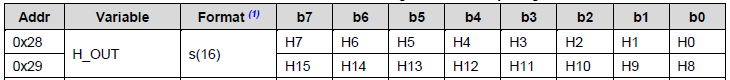 Addr Variable Format (1) b7 b6 b5 b4 b3 b2 b1 b0
0x28 H_OUT s(16) H7 H6 H5 H4 H3 H2 H1 H0
0x29 H15 H14 H13 H12 H11 H10 H9 H8